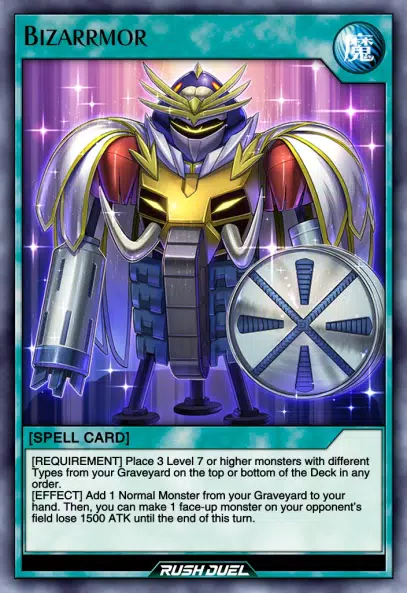 Bizarrmor
魔
[SPELL CARD]
[REQUIREMENT] Place 3 Level 7 or higher monsters with different
Types from your Graveyard on the top or bottom of the Deck in any
order.
[EFFECT] Add 1 Normal Monster from your Graveyard to your
hand. Then, you can make 1 face-up monster on your opponent's
field lose 1500 ATK until the end of this turn.
RUSH DUEL